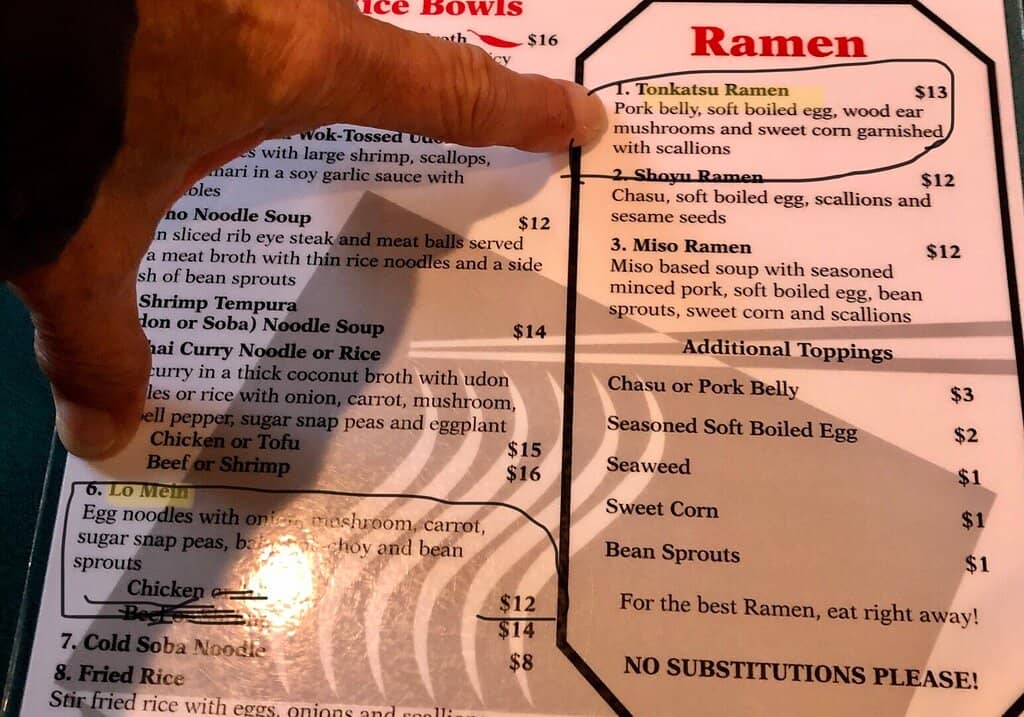 Rice Bowls
$16
Wok-Tossed
with large shrimp, scallops,
in a soy garlic sauce with
Noodle Soup
$12
sliced rib eye steak and meat balls served
a meat broth with thin rice noodles and a side
of bean sprouts
Shrimp Tempura
or Soba) Noodle Soup $14
Curry Noodle or Rice
curry in a thick coconut broth with udon
or rice with onion, carrot, mushroom,
pepper, sugar snap peas and eggplant
Chicken or Tofu $15
Beef or Shrimp $16
6. Lo Mein
Egg noodles with mushroom, carrot,
sugar snap peas, choy and bean
sprouts
Chicken $12
$14
7. Cold Soba Noodle $8
8. Fried Rice
Stir fried rice with eggs, onions and
Ramen
1. Tonkatsu Ramen $13
Pork belly, soft boiled egg, wood ear
mushrooms and sweet corn garnished
with scallions
2. Shoyu Ramen $12
Chasu, soft boiled egg, scallions and
sesame seeds
3. Miso Ramen $12
Miso based soup with seasoned
minced pork, soft boiled egg, bean
sprouts, sweet corn and scallions
Additional Toppings
Chasu or Pork Belly $3
Seasoned Soft Boiled Egg $2
Seaweed $1
Sweet Corn $1
Bean Sprouts $1
For the best Ramen, eat right away!
NO SUBSTITUTIONS PLEASE!